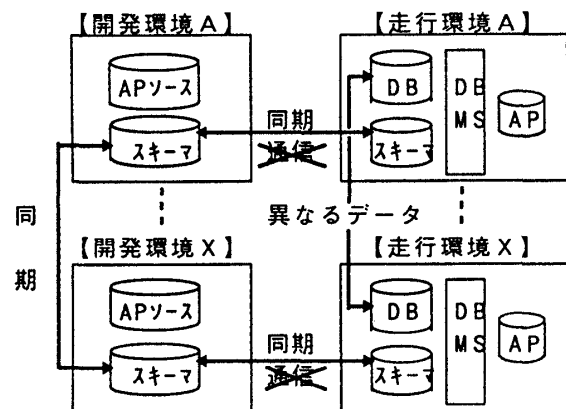 【開発環境A】
【走行環境A】
APソース
スキーマ
同期
通信
DB
スキーマ
DB
MS
AP
同
期
異なるデータ
【開発環境X】
【走行環境X】
APソース
スキーマ
同期
通信
DB
スキーマ
DB
MS
AP